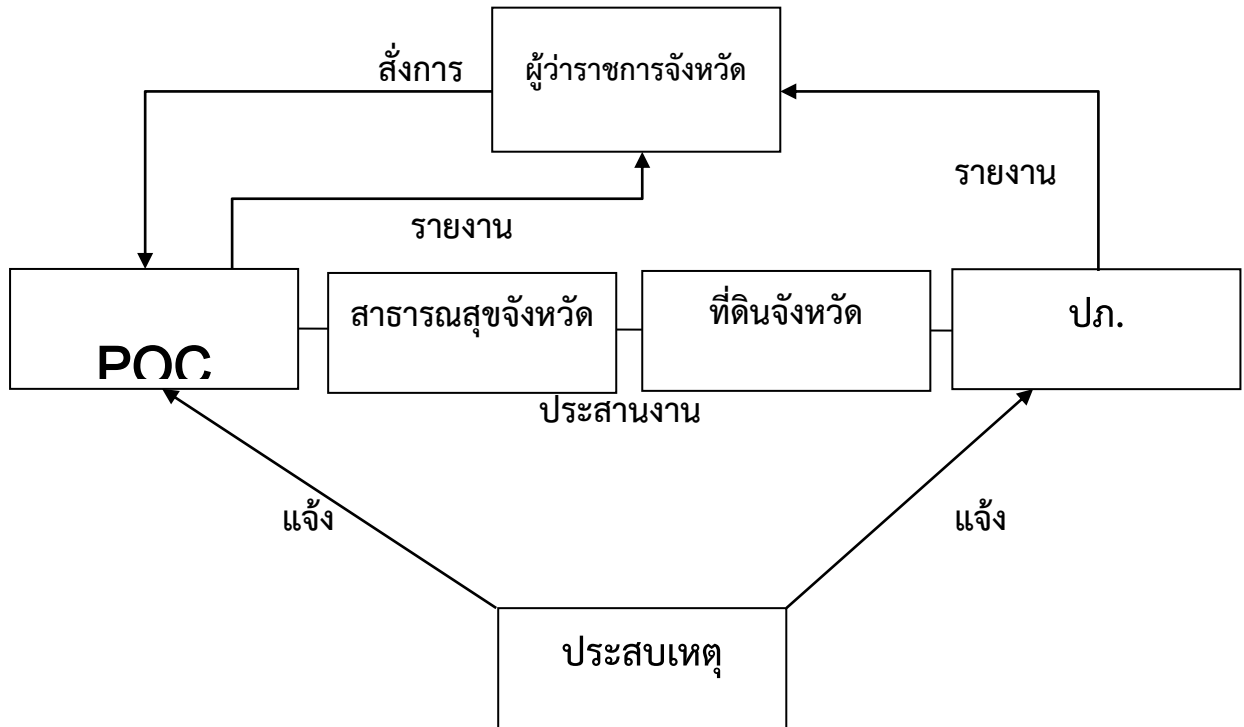 สั่งการ
ผู้ว่าราชการจังหวัด
รายงาน
รายงาน
POC
สาธารณสุขจังหวัด
ที่ดินจังหวัด
ปภ.
ประสานงาน
แจ้ง
แจ้ง
ประสบเหตุ